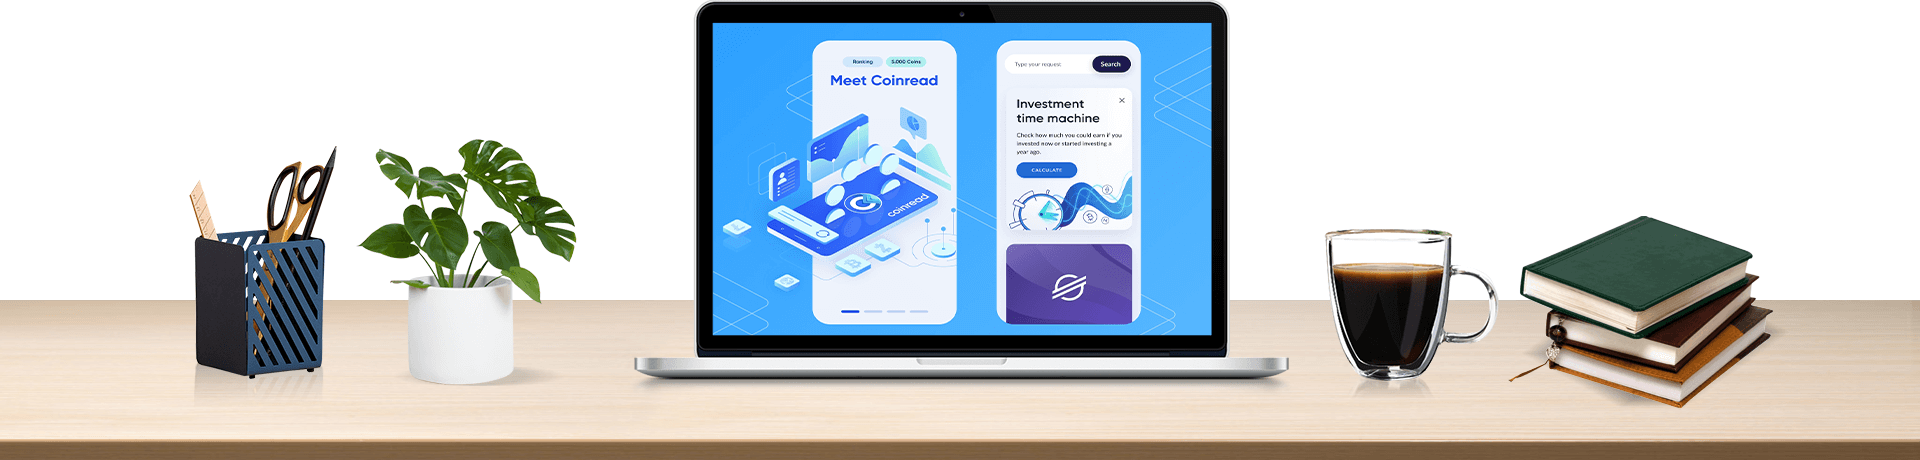 Ranking
5.000 Coins
Meet Coinread
coinread
Type your request
Search
Investment
time machine
Check how much you could earn if you
invested now or started investing a
year ago.
CALCULATE